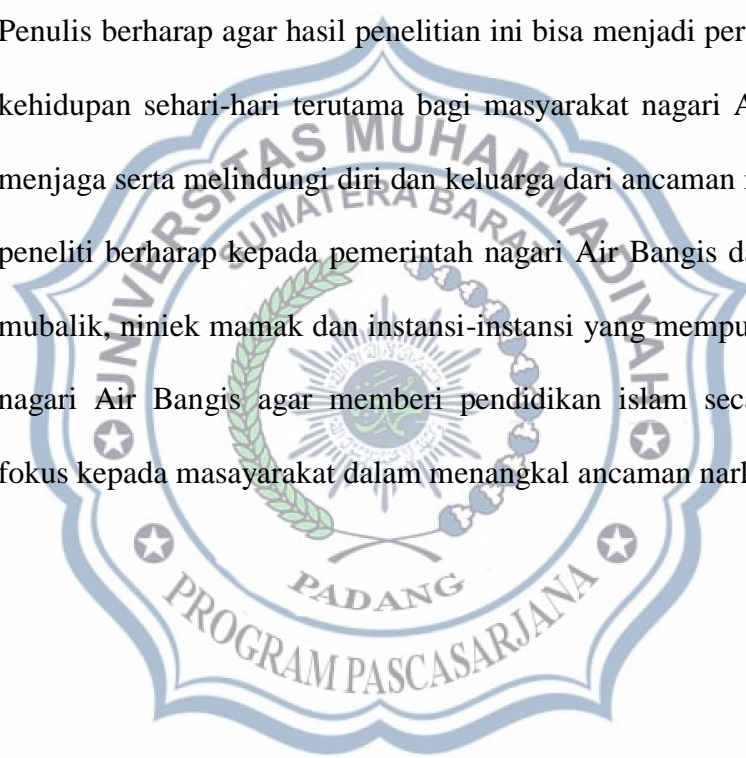 Penulis berharap agar hasil penelitian ini bisa menjadi per
kehidupan sehari-hari terutama bagi masyarakat nagari A
menjaga serta melindungi diri dan keluarga dari ancaman
peneliti berharap kepada pemerintah nagari Air Bangis da
mubalik, niniek mamak dan instansi-instansi yang mempu
nagari Air Bangis agar memberi pendidikan islam seca
fokus kepada masayarakat dalam menangkal ancaman nark
UNIVERSITAS MUHAMMADIYAH
SUMATERA BARAT
PADANG
PROGRAM PASCASARJANA